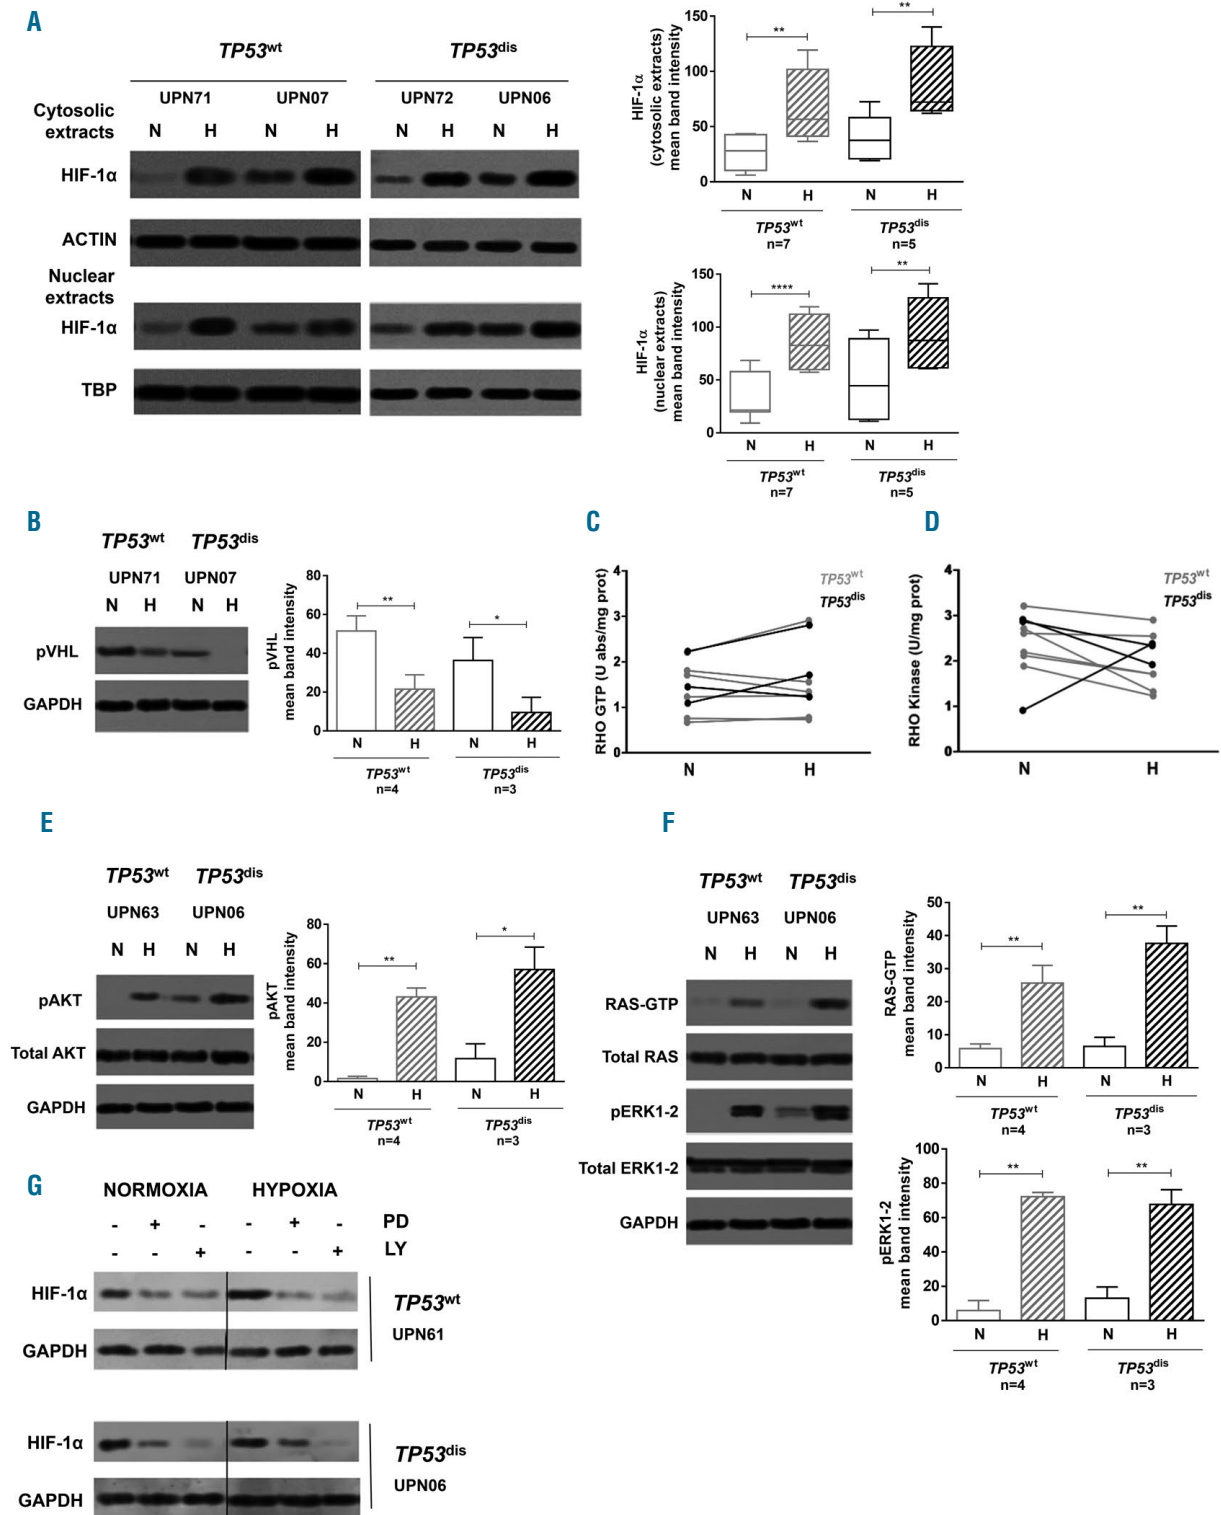 A
TP53wt TP53dis
UPN71 UPN07 UPN72 UPN06
Cytosolic
extracts
N H N H N H N H
HIF-1α
ACTIN
Nuclear
extracts
HIF-1α
TBP
HIF-1α
(cytosolic extracts)
mean band intensity
150
100
50
0
** **
N H N H
TP53wt TP53dis
n=7 n=5
HIF-1α
(nuclear extracts)
mean band intensity
150
100
50
0
**** **
N H N H
TP53wt TP53dis
n=7 n=5
B
TP53wt TP53dis
UPN71 UPN07
N H N H
pVHL
GAPDH
pVHL
mean band intensity
80
60
40
20
0
** *
N H N H
TP53wt TP53dis
n=4 n=3
C
RHO GTP (U abs/mg prot)
4
3
2
1
0
TP53wt
TP53dis
N H
D
RHO Kinase (UU/mg prot)
4
3
2
1
0
TP53wt
TP53dis
N H
E
TP53wt TP53dis
UPN63 UPN06
N H N H
pAKT
Total AKT
GAPDH
pAKT
mean band intensity
80
60
40
20
0
** *
N H N H
TP53wt TP53dis
n=4 n=3
F
TP53wt TP53dis
UPN63 UPN06
N H N H
RAS-GTP
Total RAS
pERK1-2
Total ERK1-2
GAPDH
RAS-GTP
mean band intensity
50
40
30
20
10
0
** **
N H N H
TP53wt TP53dis
n=4 n=3
pERK1-2
mean band intensity
100
80
60
40
20
0
** **
N H N H
TP53wt TP53dis
n=4 n=3
G
NORMOXIA HYPOXIA
- + - - + - PD
- - + - - + LY
HIF-1α
GAPDH
TP53wt
UPN61
HIF-1α
GAPDH
TP53dis
UPN06